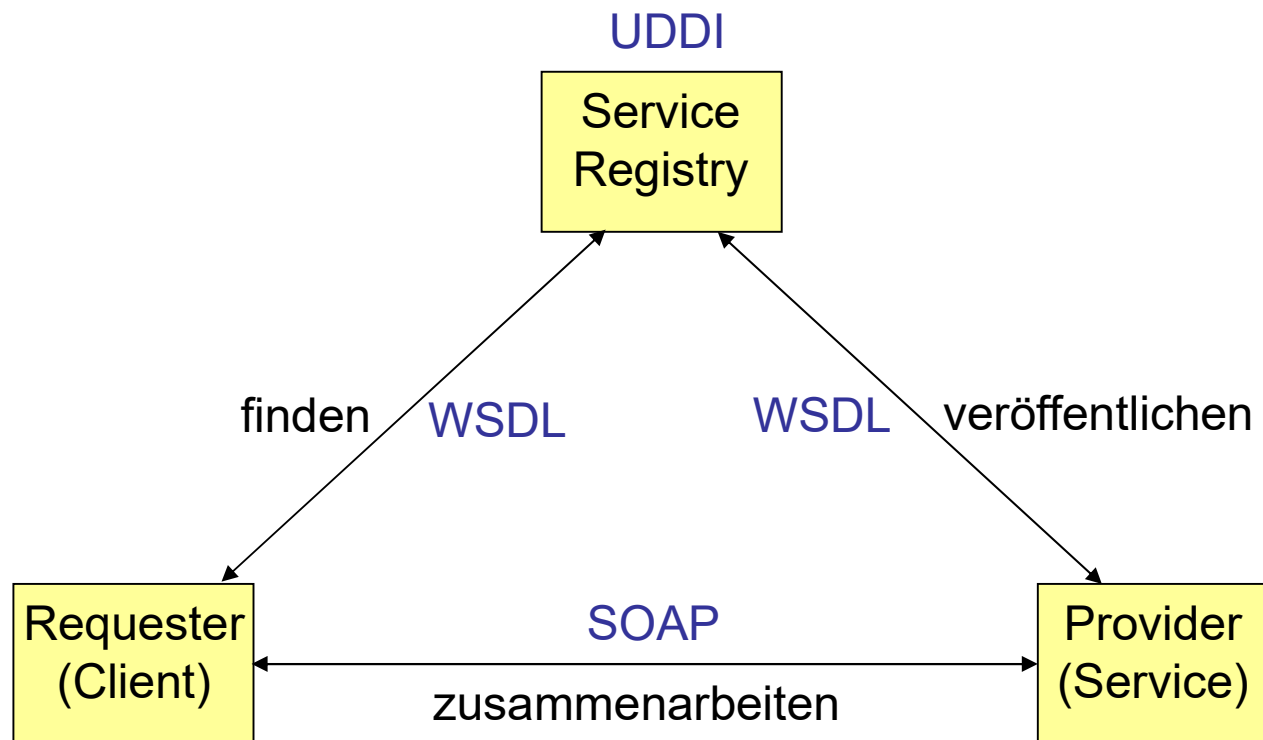 UDDI
Service
Registry
finden
WSDL
WSDL
veröffentlichen
Requester
(Client)
SOAP
zusammenarbeiten
Provider
(Service)